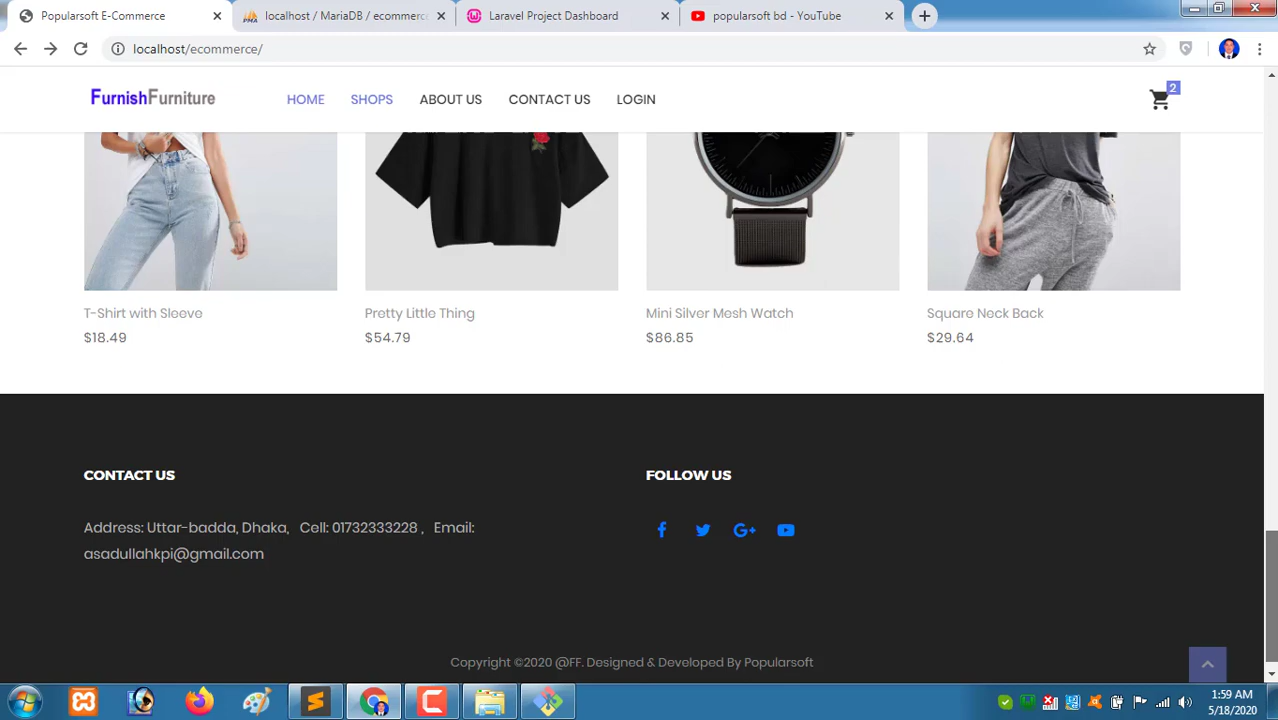 Popularsoft E-Commerce
localhost / MariaDB / ecommerc
Laravel Project Dashboard
popularsoft bd - YouTube
localhost/ecommerce/
FurnishFurniture
HOME
SHOPS
ABOUT US
CONTACT US
LOGIN
2
T-Shirt with Sleeve
$18.49
Pretty Little Thing
$54.79
Mini Silver Mesh Watch
$86.85
Square Neck Back
$29.64
CONTACT US
Address: Uttar-badda, Dhaka, Cell: 01732333228 , Email:
asadullahkpi@gmail.com
FOLLOW US
Copyright ©2020 @FF. Designed & Developed By Popularsoft
1:59 AM
5/18/2020